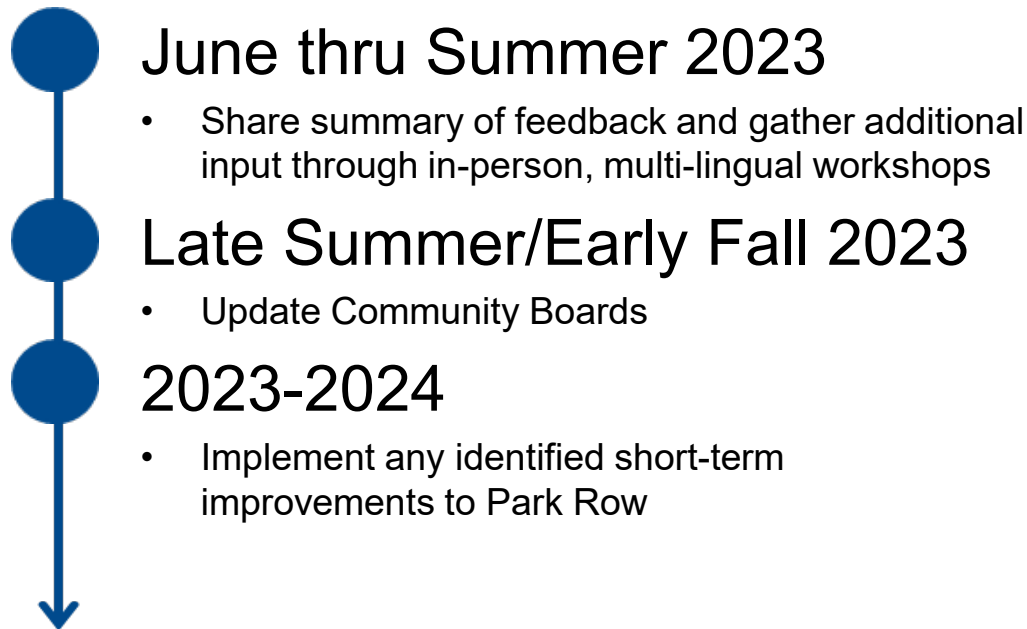 June thru Summer 2023
• Share summary of feedback and gather additional
input through in-person, multi-lingual workshops
Late Summer/Early Fall 2023
• Update Community Boards
2023-2024
• Implement any identified short-term
improvements to Park Row